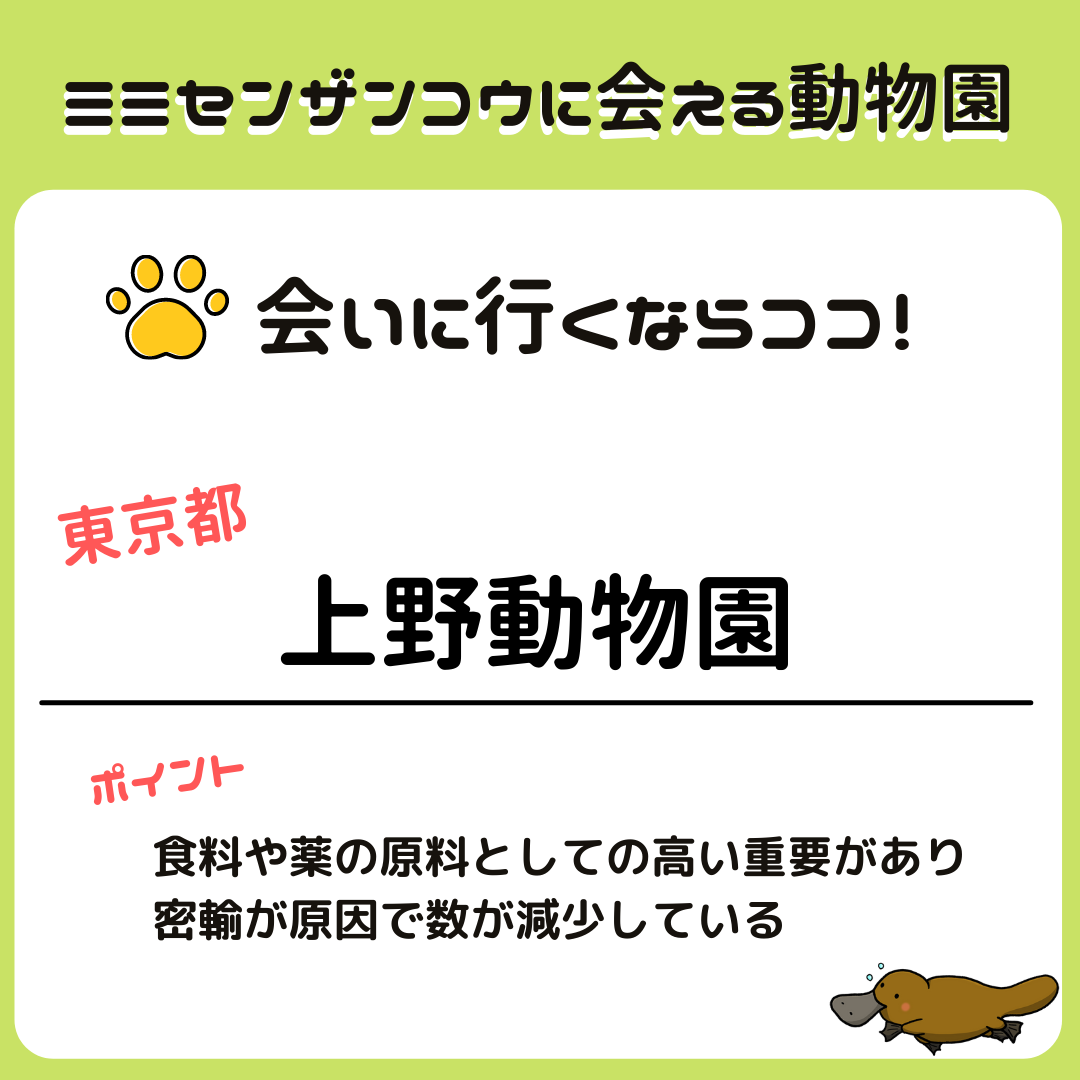 ミミセンザンコウに会える動物園
会いに行くならココ!
東京都
上野動物園
ポイント
食料や薬の原料としての高い重要があり
密輸が原因で数が減少している